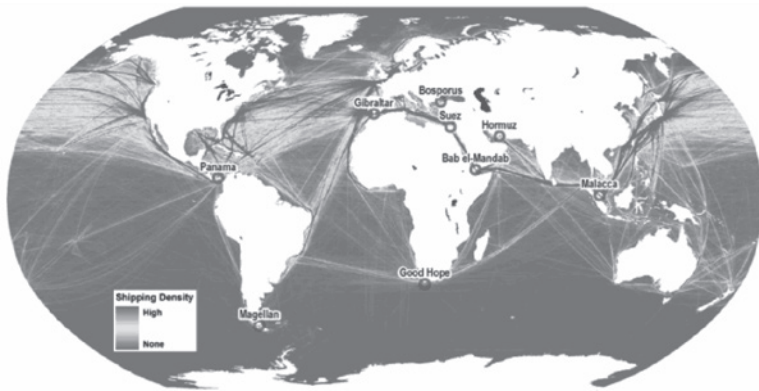 Bosporus
Gibraltar
Suez
Hormuz
Bab el-Mandab
Panama
Malacca
Good Hope
Shipping Density
High
None
Magellan